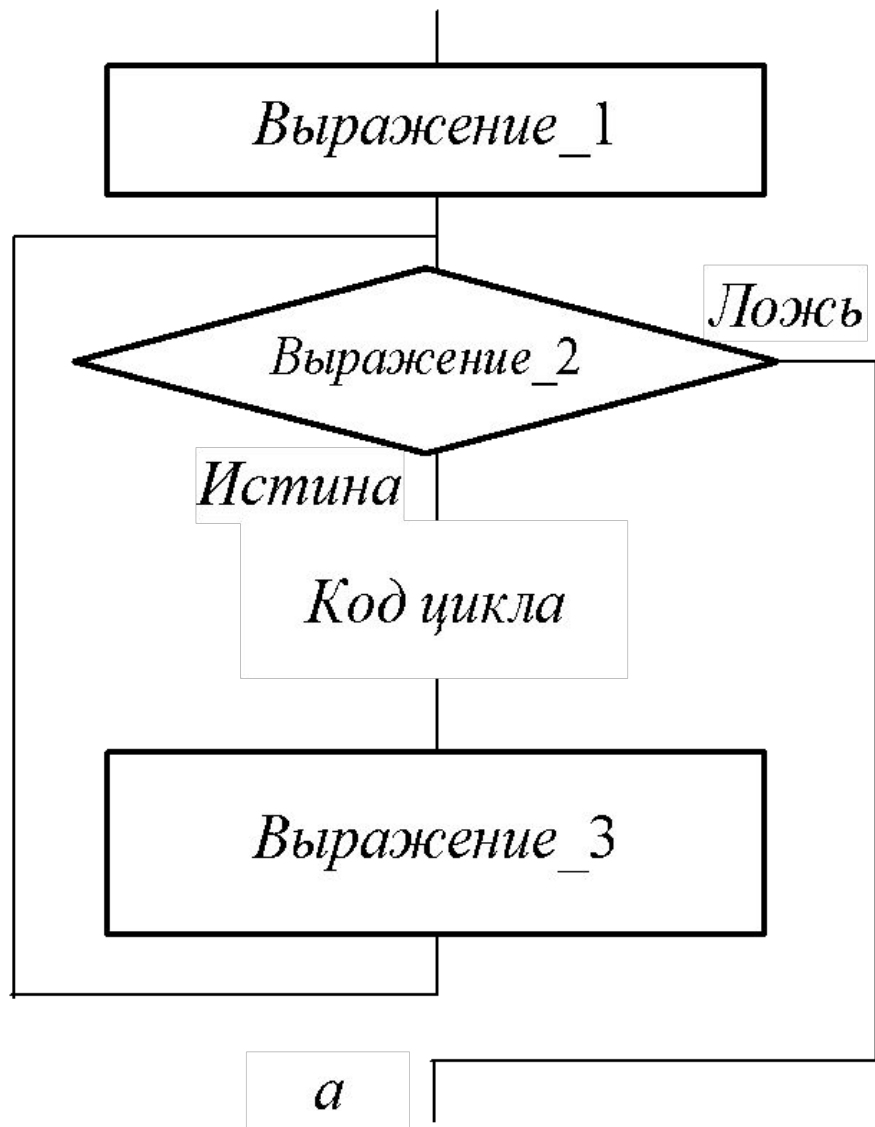 Выражение_1
Ложь
Выражение_2
Истина
Код цикла
Выражение_3
а